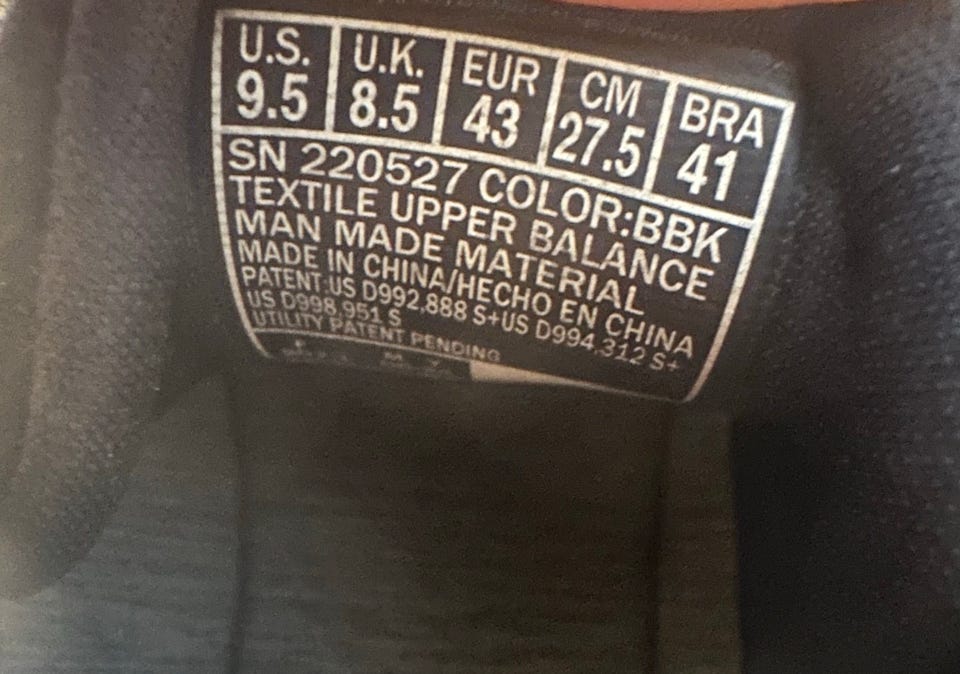 U.S. U.K. EUR CM BRA
9.5 8.5 43 27.5 41
SN 220527 COLOR:BBK
TEXTILE UPPER BALANCE
MAN MADE MATERIAL
MADE IN CHINA/HECHO EN CHINA
PATENT:US D992,888 S+US D994,312 S+
US D998,951 S
UTILITY PATENT PENDING